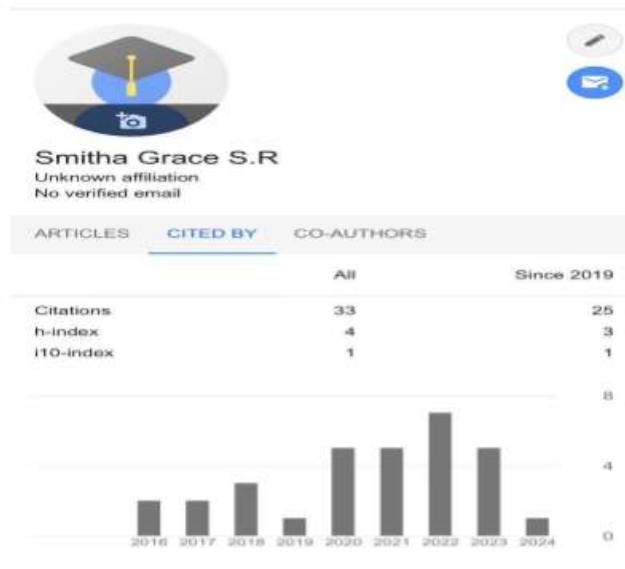 Smitha Grace S.R
Unknown affiliation
No verified email
ARTICLES CITED BY CO-AUTHORS
All Since 2019
Citations 33 25
h-index 4 3
i10-index 1 1
8
4
0
2016 2017 2018 2019 2020 2021 2022 2023 2024